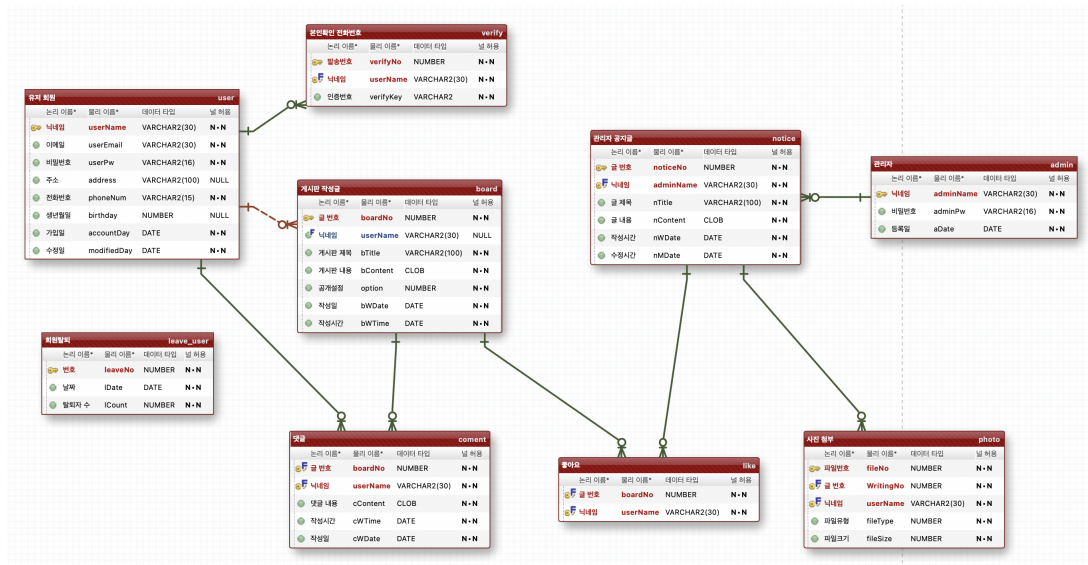 본인확인 전화번호 verify
논리 이름* 물리 이름* 데이터 타입 널 허용
발송번호 verifyNo NUMBER N•N
닉네임 userName VARCHAR2(30) N•N
인증번호 verifyKey VARCHAR2 N•N
유저 회원 user
논리 이름* 물리 이름* 데이터 타입 널 허용
닉네임 userName VARCHAR2(30) N•N
이메일 userEmail VARCHAR2(30) N•N
비밀번호 userPw VARCHAR2(16) N•N
주소 address VARCHAR2(100) NULL
전화번호 phoneNum VARCHAR2(15) N•N
생년월일 birthday NUMBER NULL
가입일 accountDay DATE N•N
수정일 modifiedDay DATE N•N
게시판 작성글 board
논리 이름* 물리 이름* 데이터 타입 널 허용
글 번호 boardNo NUMBER N•N
닉네임 userName VARCHAR2(30) NULL
게시판 제목 bTitle VARCHAR2(100) N•N
게시판 내용 bContent CLOB N•N
공개설정 option NUMBER N•N
작성일 bWDate DATE N•N
작성시간 bWTime DATE N•N
관리자 공지글 notice
논리 이름* 물리 이름* 데이터 타입 널 허용
글 번호 noticeNo NUMBER N•N
닉네임 adminName VARCHAR2(30) N•N
글 제목 nTitle VARCHAR2(100) N•N
글 내용 nContent CLOB N•N
작성시간 nWDate DATE N•N
수정시간 nMDate DATE N•N
관리자 admin
논리 이름* 물리 이름* 데이터 타입 널 허용
닉네임 adminName VARCHAR2(30) N•N
비밀번호 adminPw VARCHAR2(16) N•N
등록일 aDate DATE N•N
회원탈퇴 leave_user
논리 이름* 물리 이름* 데이터 타입 널 허용
번호 leaveNo NUMBER N•N
날짜 lDate DATE N•N
탈퇴자 수 lCount NUMBER N•N
댓글 coment
논리 이름* 물리 이름* 데이터 타입 널 허용
글 번호 boardNo NUMBER N•N
닉네임 userName VARCHAR2(30) N•N
댓글 내용 cContent CLOB N•N
작성시간 cWTime DATE N•N
작성일 cWDate DATE N•N
좋아요 like
논리 이름* 물리 이름* 데이터 타입 널 허용
글 번호 boardNo NUMBER N•N
닉네임 userName VARCHAR2(30) N•N
사진 첨부 photo
논리 이름* 물리 이름* 데이터 타입 널 허용
파일번호 fileNo NUMBER N•N
글 번호 WritingNo NUMBER N•N
닉네임 userName VARCHAR2(30) N•N
파일유형 fileType NUMBER N•N
파일크기 fileSize NUMBER N•N